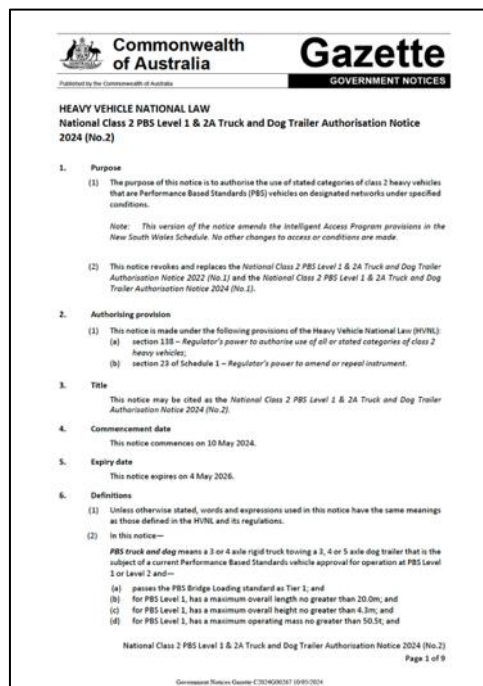 Commonwealth
of Australia
Gazette
Published by the Commonwealth of Australia
GOVERNMENT NOTICES
HEAVY VEHICLE NATIONAL LAW
National Class 2 PBS Level 1 & 2A Truck and Dog Trailer Authorisation Notice
2024 (No.2)
1. Purpose
(1) The purpose of this notice is to authorise the use of stated categories of class 2 heavy vehicles
that are Performance Based Standards (PBS) vehicles on designated networks under specified
conditions.
Note: This version of the notice amends the Intelligent Access Program provisions in the
New South Wales Schedule. No other changes to access or conditions are made.
(2) This notice revokes and replaces the National Class 2 PBS Level 1 & 2A Truck and Dog Trailer
Authorisation Notice 2022 (No.1) and the National Class 2 PBS Level 1 & 2A Truck and Dog
Trailer Authorisation Notice 2024 (No.1).
2. Authorising provision
(1) This notice is made under the following provisions of the Heavy Vehicle National Law (HVNL):
(a) section 138 – Regulator's power to authorise use of all or stated categories of class 2
heavy vehicles;
(b) section 23 of Schedule 1 – Regulator's power to amend or repeal instrument.
3. Title
This notice may be cited as the National Class 2 PBS Level 1 & 2A Truck and Dog Trailer
Authorisation Notice 2024 (No.2).
4. Commencement date
This notice commences on 10 May 2024.
5. Expiry date
This notice expires on 4 May 2026.
6. Definitions
(1) Unless otherwise stated, words and expressions used in this notice have the same meanings
as those defined in the HVNL and its regulations.
(2) In this notice—
PBS truck and dog means a 3 or 4 axle rigid truck towing a 3, 4 or 5 axle dog trailer that is the
subject of a current Performance Based Standards vehicle approval for operation at PBS Level
1 or Level 2 and—
(a) passes the PBS Bridge Loading standard as Tier 1; and
(b) for PBS Level 1, has a maximum overall length no greater than 20.0m; and
(c) for PBS Level 1, has a maximum overall height no greater than 4.3m; and
(d) for PBS Level 1, has a maximum operating mass no greater than 50.5t; and
National Class 2 PBS Level 1 & 2A Truck and Dog Trailer Authorisation Notice 2024 (No.2)
Page 1 of 9
Government Notices Gazette C2024G00267 10/05/2024